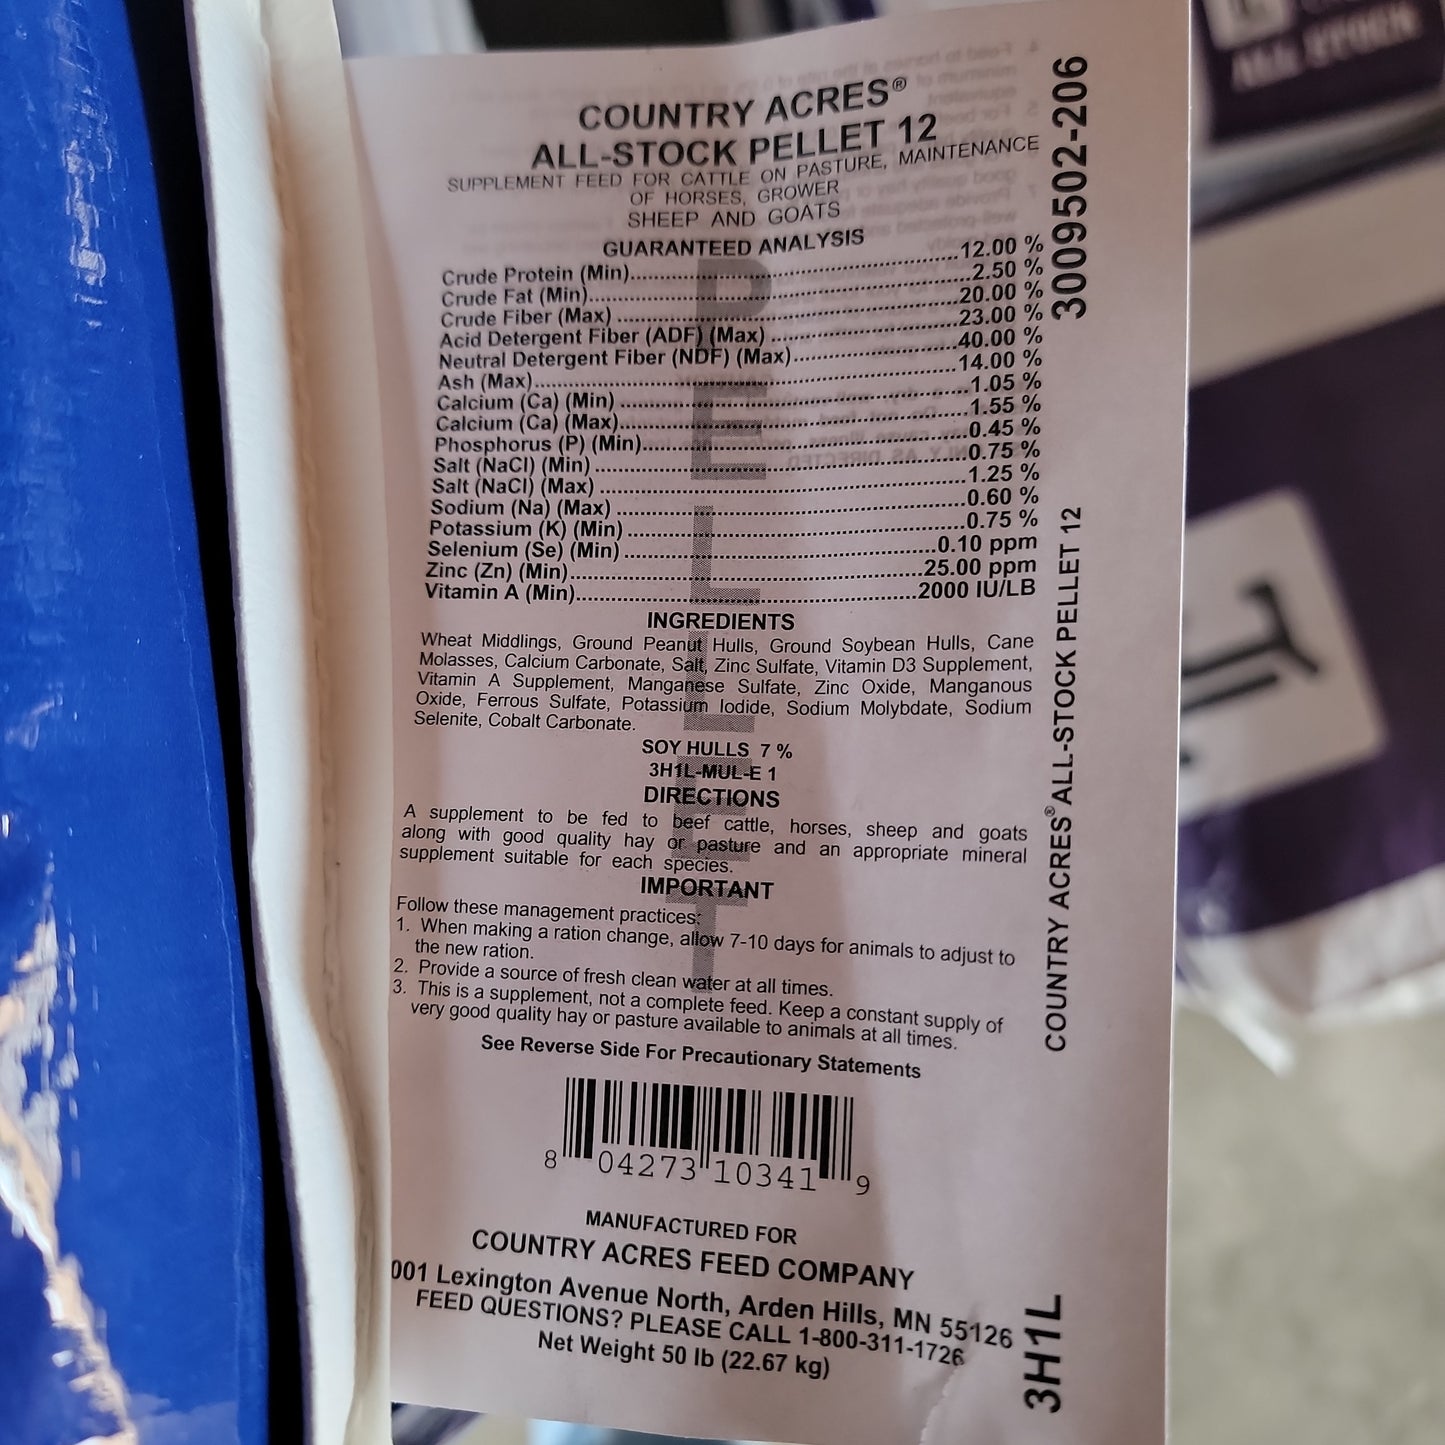 COUNTRY ACRES®
ALL-STOCK PELLET 12
SUPPLEMENT FEED FOR CATTLE ON PASTURE, MAINTENANCE
OF HORSES, GROWER
SHEEP AND GOATS
GUARANTEED ANALYSIS
Crude Protein (Min)..........12.00 %
Crude Fat (Min)..........2.50 %
Crude Fiber (Max)..........20.00 %
Acid Detergent Fiber (ADF) (Max)..........23.00 %
Neutral Detergent Fiber (NDF) (Max)..........40.00 %
Ash (Max)..........14.00 %
Calcium (Ca) (Min)..........1.05 %
Calcium (Ca) (Max)..........1.55 %
Phosphorus (P) (Min)..........0.45 %
Salt (NaCl) (Min)..........0.75 %
Salt (NaCl) (Max)..........1.25 %
Sodium (Na) (Max)..........0.60 %
Potassium (K) (Min)..........0.75 %
Selenium (Se) (Min)..........0.10 ppm
Zinc (Zn) (Min)..........25.00 ppm
Vitamin A (Min)..........2000 IU/LB
INGREDIENTS
Wheat Middlings, Ground Peanut Hulls, Ground Soybean Hulls, Cane
Molasses, Calcium Carbonate, Salt, Zinc Sulfate, Vitamin D3 Supplement,
Vitamin A Supplement, Manganese Sulfate, Zinc Oxide, Manganous
Oxide, Ferrous Sulfate, Potassium Iodide, Sodium Molybdate, Sodium
Selenite, Cobalt Carbonate.
SOY HULLS 7 %
3H1L-MUL-E 1
DIRECTIONS
A supplement to be fed to beef cattle, horses, sheep and goats
along with good quality hay or pasture and an appropriate mineral
supplement suitable for each species.
IMPORTANT
Follow these management practices:
1. When making a ration change, allow 7-10 days for animals to adjust to
the new ration.
2. Provide a source of fresh clean water at all times.
3. This is a supplement, not a complete feed. Keep a constant supply of
very good quality hay or pasture available to animals at all times.
See Reverse Side For Precautionary Statements
8 04273 10341 9
MANUFACTURED FOR
COUNTRY ACRES FEED COMPANY
001 Lexington Avenue North, Arden Hills, MN 55126
FEED QUESTIONS? PLEASE CALL 1-800-311-1726
Net Weight 50 lb (22.67 kg)
PELLET
3009502-206
COUNTRY ACRES® ALL-STOCK PELLET 12
3H1L
ALL STOCK